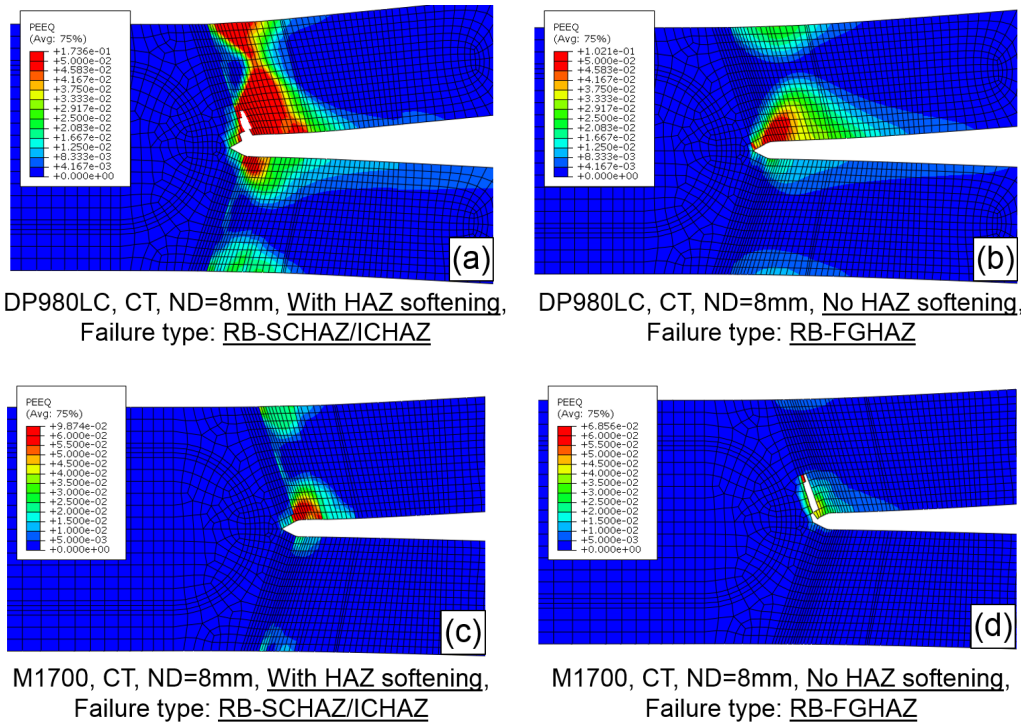 PEEQ
(Avg: 75%)
+1.736e-01
+5.000e-02
+4.583e-02
+4.167e-02
+3.750e-02
+3.333e-02
+2.917e-02
+2.500e-02
+2.083e-02
+1.667e-02
+1.250e-02
+8.333e-03
+4.167e-03
+0.000e+00
(a)
DP980LC, CT, ND=8mm, With HAZ softening,
Failure type: RB-SCHAZ/ICHAZ
PEEQ
(Avg: 75%)
+1.021e-01
+5.000e-02
+4.583e-02
+4.167e-02
+3.750e-02
+3.333e-02
+2.917e-02
+2.500e-02
+2.083e-02
+1.667e-02
+1.250e-02
+8.333e-03
+4.167e-03
+0.000e+00
(b)
DP980LC, CT, ND=8mm, No HAZ softening,
Failure type: RB-FGHAZ
PEEQ
(Avg: 75%)
+9.874e-02
+6.000e-02
+5.500e-02
+5.000e-02
+4.500e-02
+4.000e-02
+3.500e-02
+3.000e-02
+2.500e-02
+2.000e-02
+1.500e-02
+1.000e-02
+5.000e-03
+0.000e+00
(c)
M1700, CT, ND=8mm, With HAZ softening,
Failure type: RB-SCHAZ/ICHAZ
PEEQ
(Avg: 75%)
+6.856e-02
+6.000e-02
+5.500e-02
+5.000e-02
+4.500e-02
+4.000e-02
+3.500e-02
+3.000e-02
+2.500e-02
+2.000e-02
+1.500e-02
+1.000e-02
+5.000e-03
+0.000e+00
(d)
M1700, CT, ND=8mm, No HAZ softening,
Failure type: RB-FGHAZ